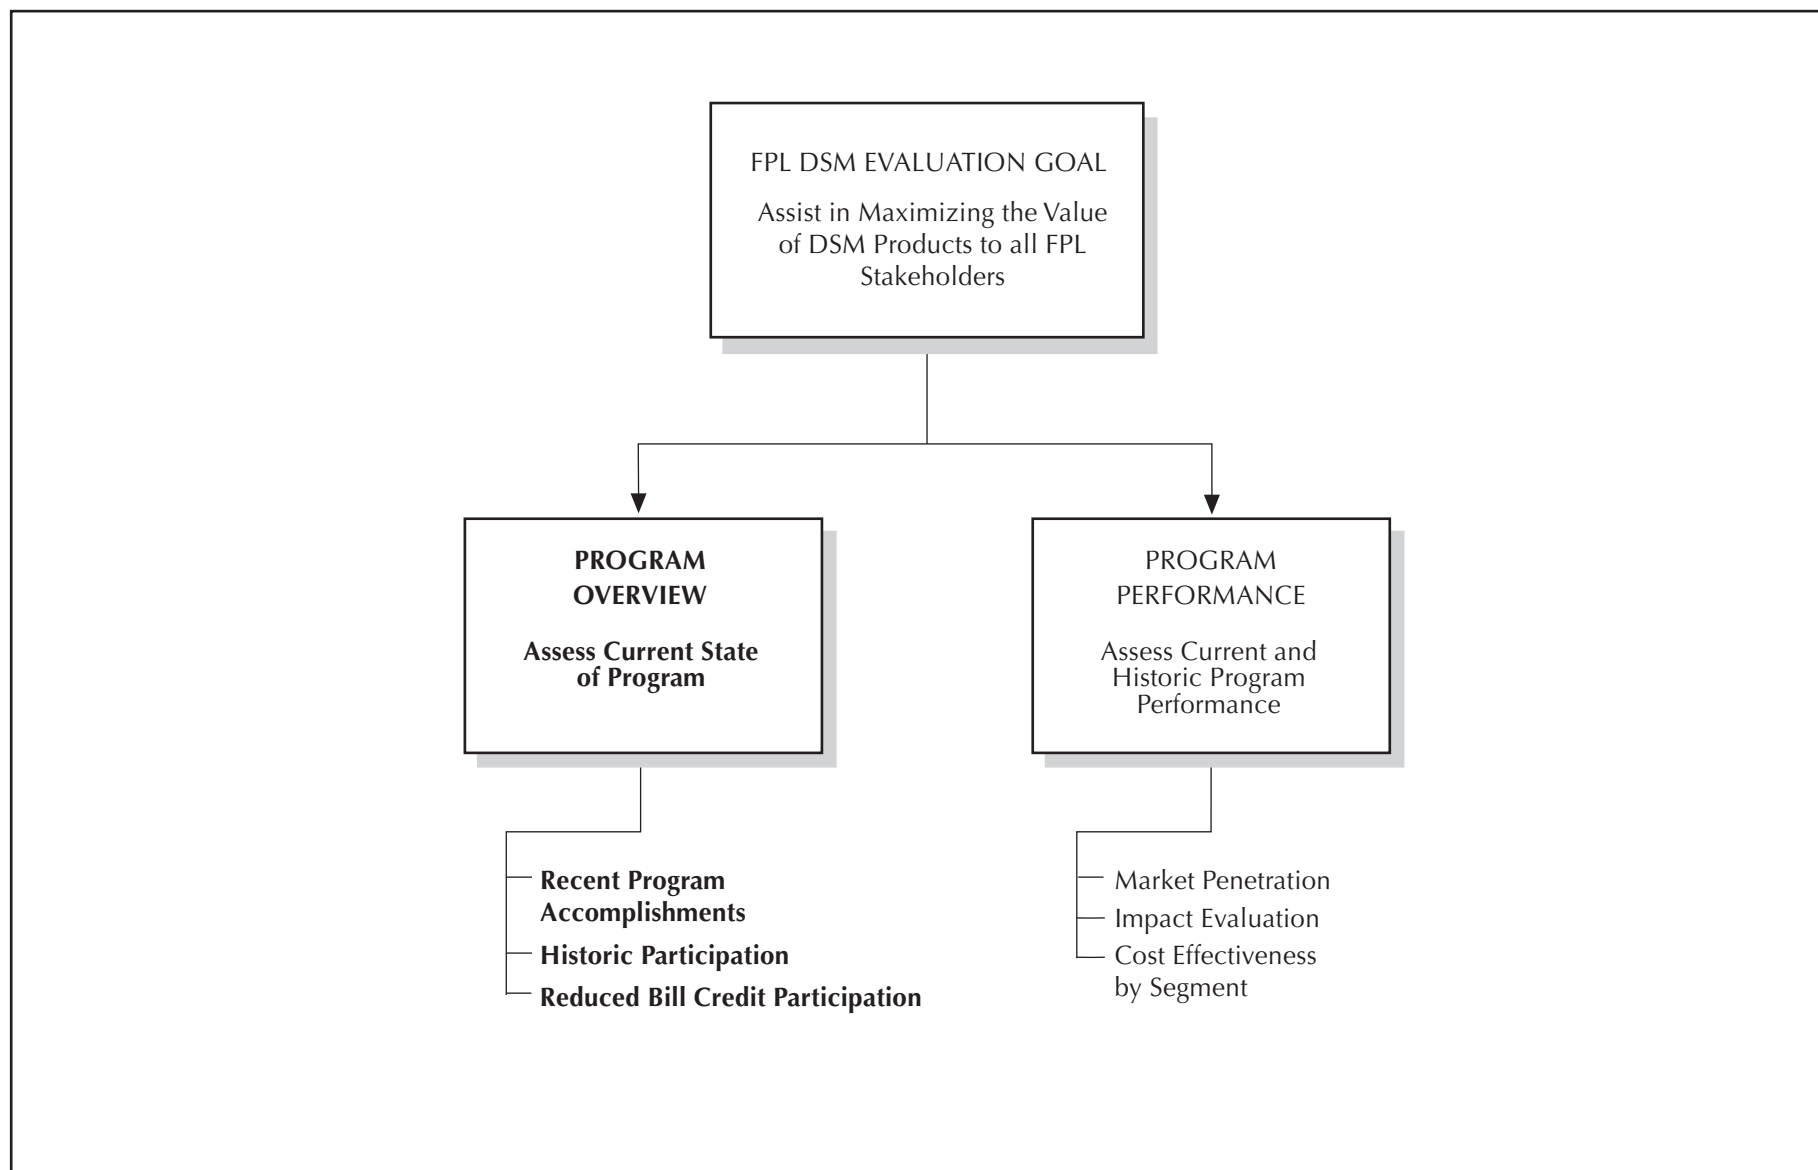 FPL DSM EVALUATION GOAL
Assist in Maximizing the Value
of DSM Products to all FPL
Stakeholders
PROGRAM
OVERVIEW
Assess Current State
of Program
PROGRAM
PERFORMANCE
Assess Current and
Historic Program
Performance
Recent Program
Accomplishments
Historic Participation
Reduced Bill Credit Participation
Market Penetration
Impact Evaluation
Cost Effectiveness
by Segment